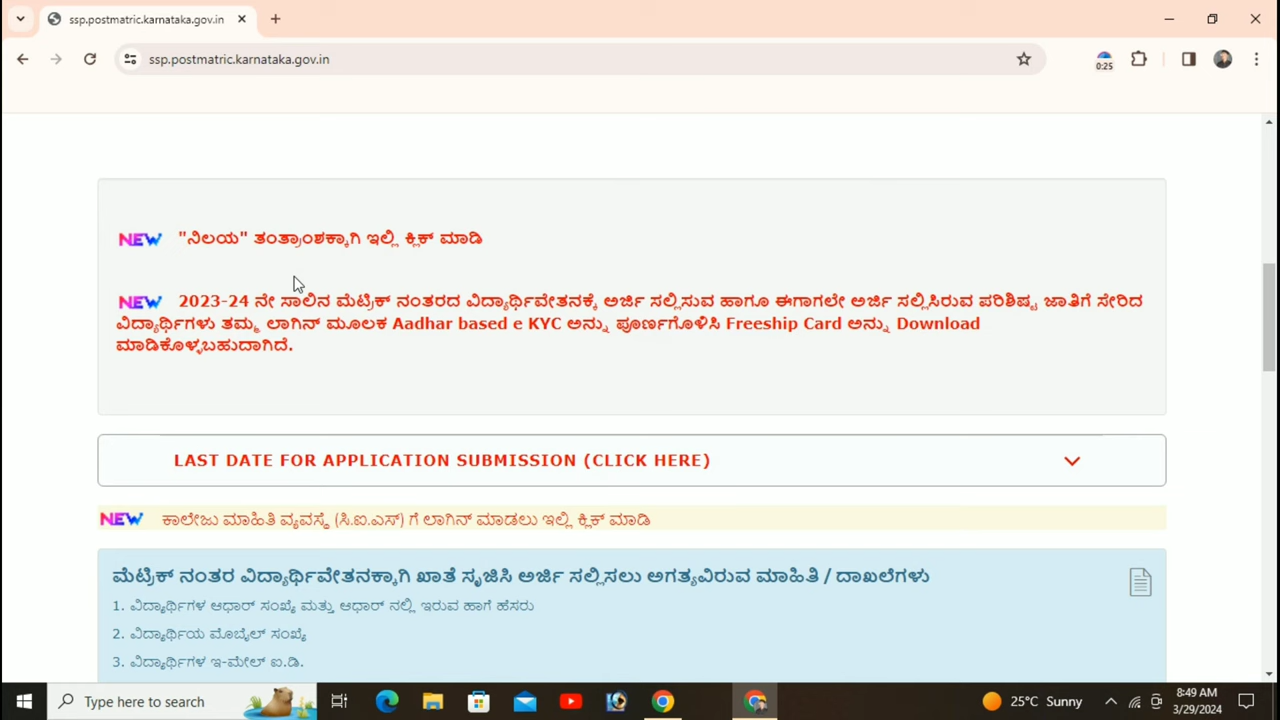 ssp.postmatric.karnataka.gov.in
ssp.postmatric.karnataka.gov.in
0:25
NEW "ನಿಲಯ" ತಂತ್ರಾಂಶಕ್ಕಾಗಿ ಇಲ್ಲಿ ಕ್ಲಿಕ್ ಮಾಡಿ
NEW 2023-24 ನೇ ಸಾಲಿನ ಮೆಟ್ರಿಕ್ ನಂತರದ ವಿದ್ಯಾರ್ಥಿವೇತನಕ್ಕೆ ಅರ್ಜಿ ಸಲ್ಲಿಸುವ ಹಾಗೂ ಈಗಾಗಲೇ ಅರ್ಜಿ ಸಲ್ಲಿಸಿರುವ ಪರಿಶಿಷ್ಟ ಜಾತಿಗೆ ಸೇರಿದ
ವಿದ್ಯಾರ್ಥಿಗಳು ತಮ್ಮ ಲಾಗಿನ್ ಮೂಲಕ Aadhar based e KYC ಅನ್ನು ಪೂರ್ಣಗೊಳಿಸಿ Freeship Card ಅನ್ನು Download
ಮಾಡಿಕೊಳ್ಳಬಹುದಾಗಿದೆ.
LAST DATE FOR APPLICATION SUBMISSION (CLICK HERE)
NEW ಕಾಲೇಜು ಮಾಹಿತಿ ವ್ಯವಸ್ಥೆ (ಸಿ.ಐ.ಎಸ್) ಗೆ ಲಾಗಿನ್ ಮಾಡಲು ಇಲ್ಲಿ ಕ್ಲಿಕ್ ಮಾಡಿ
ಮೆಟ್ರಿಕ್ ನಂತರ ವಿದ್ಯಾರ್ಥಿವೇತನಕ್ಕಾಗಿ ಖಾತೆ ಸೃಜಿಸಿ ಅರ್ಜಿ ಸಲ್ಲಿಸಲು ಅಗತ್ಯವಿರುವ ಮಾಹಿತಿ / ದಾಖಲೆಗಳು
1. ವಿದ್ಯಾರ್ಥಿಗಳ ಆಧಾರ್ ಸಂಖ್ಯೆ ಮತ್ತು ಆಧಾರ್ ನಲ್ಲಿ ಇರುವ ಹಾಗೆ ಹೆಸರು
2. ವಿದ್ಯಾರ್ಥಿಯ ಮೊಬೈಲ್ ಸಂಖ್ಯೆ
3. ವಿದ್ಯಾರ್ಥಿಗಳ ಇ-ಮೇಲ್ ಐ.ಡಿ.
Type here to search
25°C Sunny
8:49 AM
3/29/2024